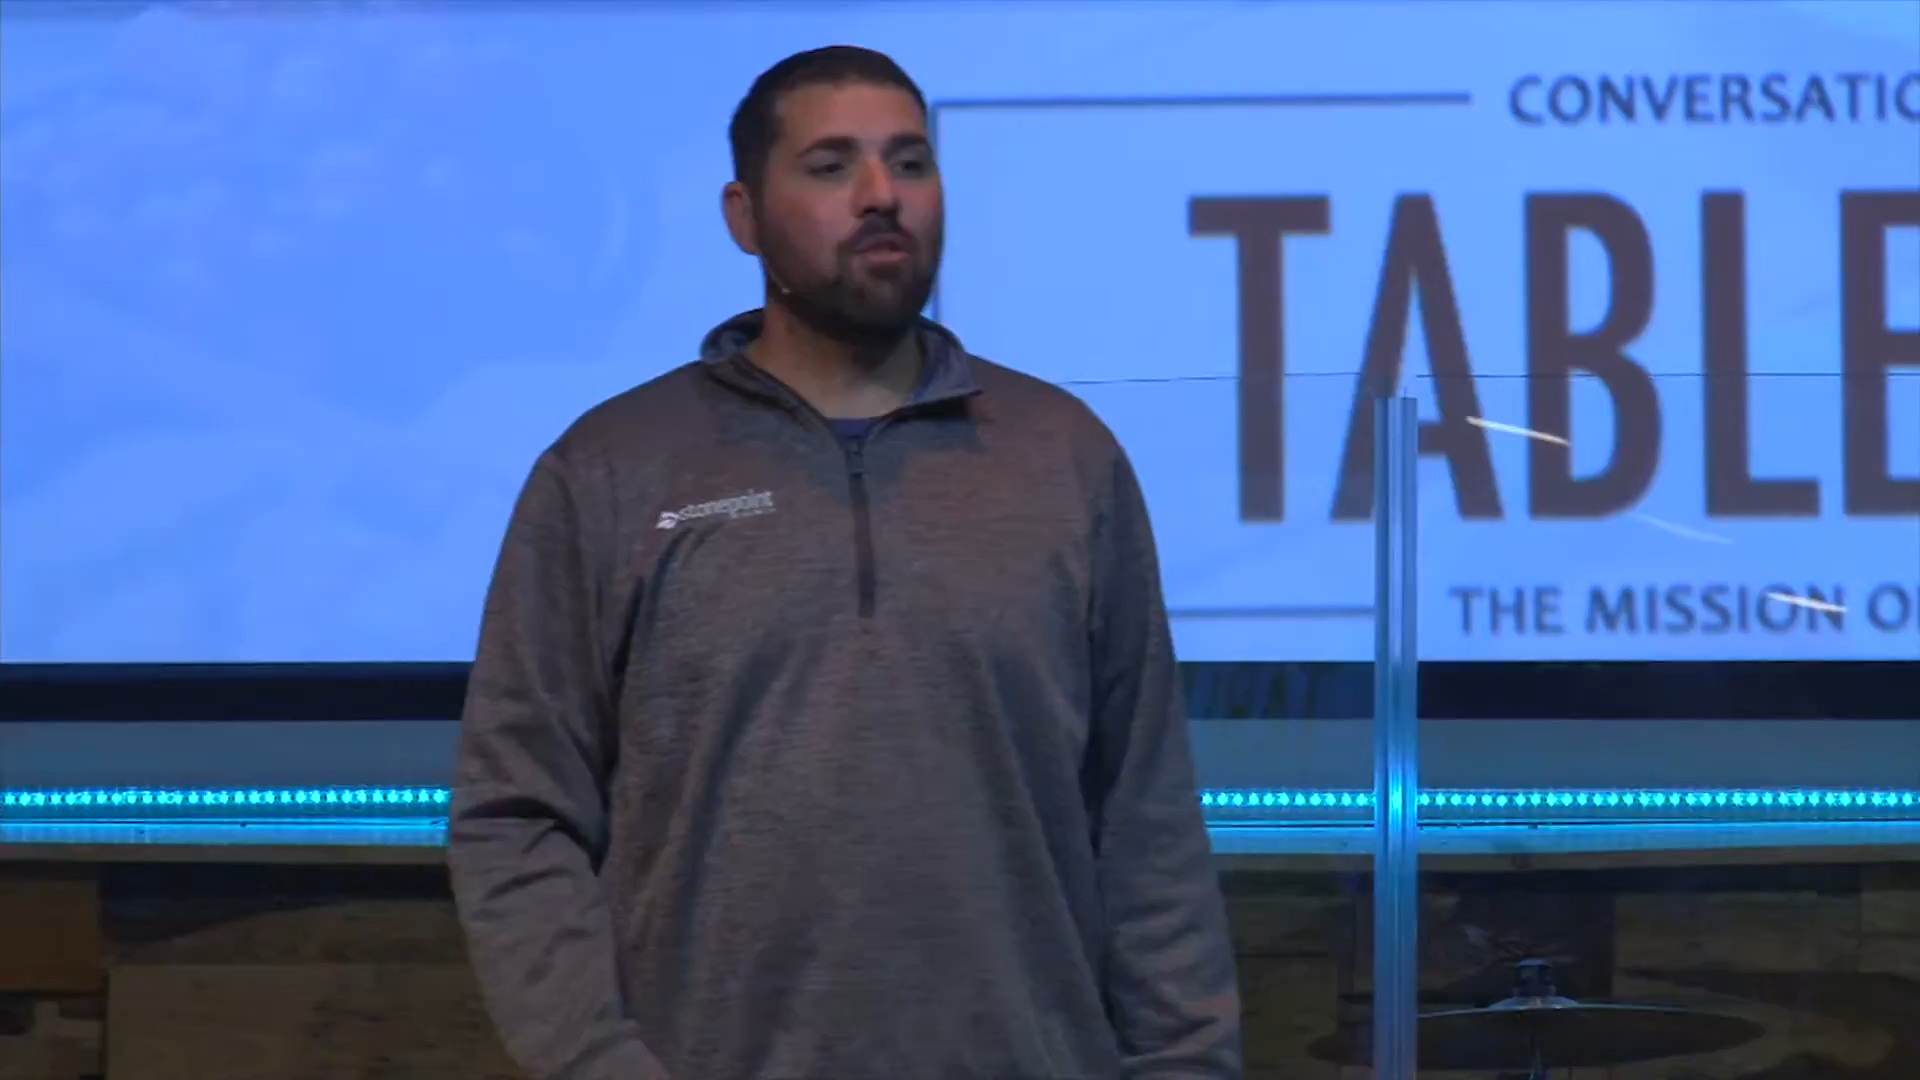 CONVERSATIO
TABLE
THE MISSION O
stonepoint